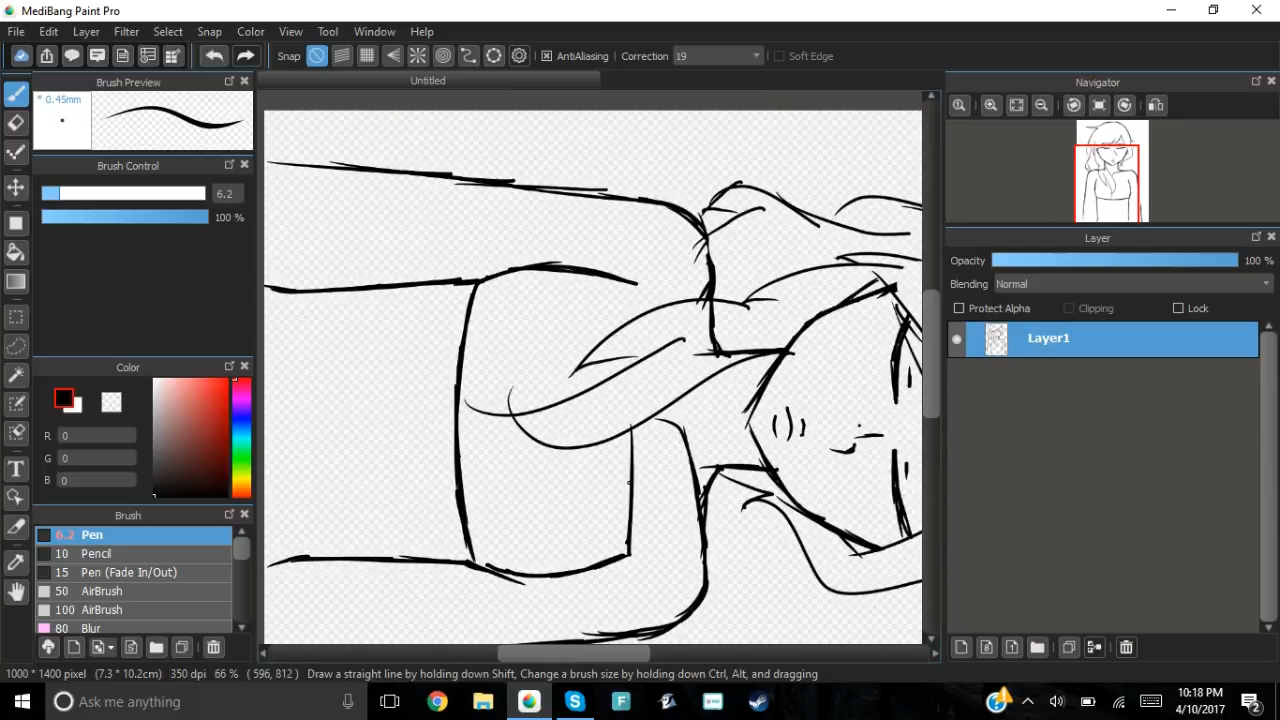 MediBang Paint Pro
File Edit Layer Filter Select Snap Color View Tool Window Help
Snap AntiAliasing Correction 19 Soft Edge
Brush Preview
Untitled
Navigator
* 0.45mm
Brush Control
6.2
100 %
Layer
Opacity 100 %
Blending Normal
Protect Alpha Clipping Lock
Layer1
Color
R 0
G 0
B 0
Brush
6.2 Pen
10 Pencil
15 Pen (Fade In/Out)
50 AirBrush
100 AirBrush
80 Blur
1000 * 1400 pixel (7.3 * 10.2cm) 350 dpi 66 % ( 596, 812 ) Draw a straight line by holding down Shift, Change a brush size by holding down Ctrl, Alt, and dragging
Ask me anything
10:18 PM
4/10/2017
2